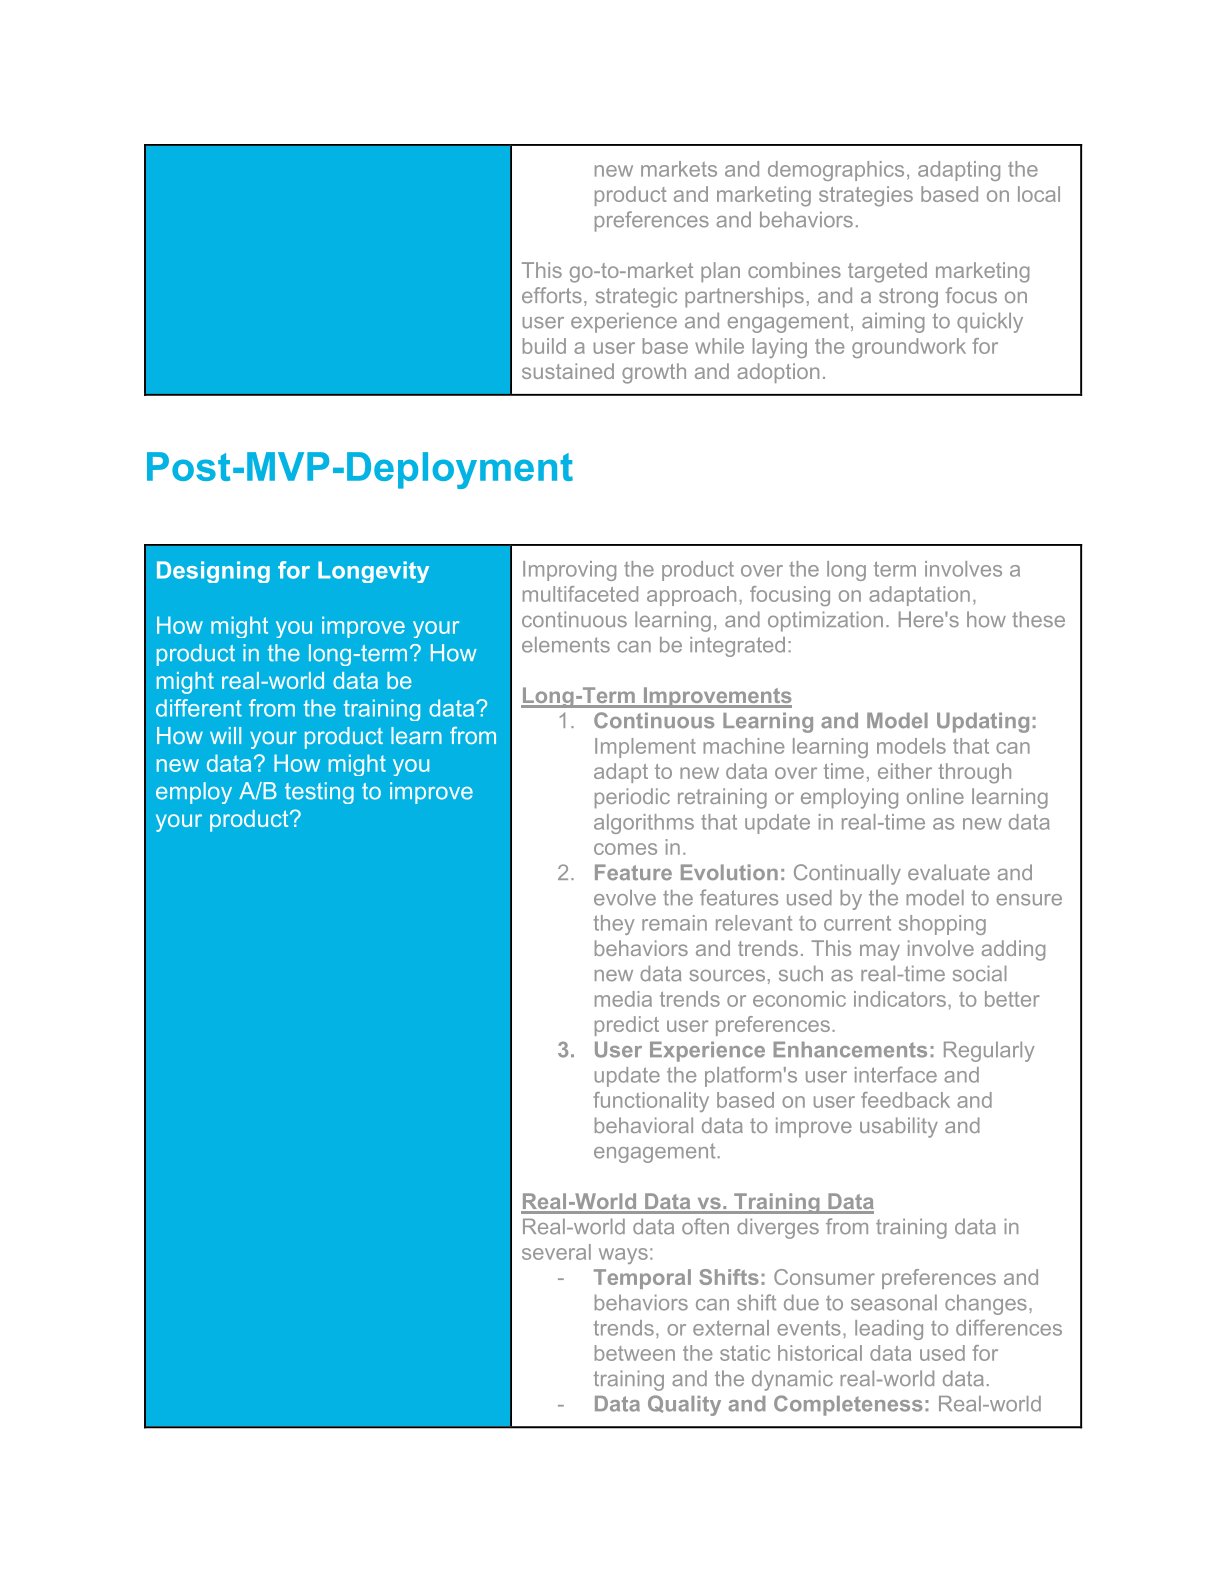 new markets and demographics, adapting the
product and marketing strategies based on local
preferences and behaviors.
This go-to-market plan combines targeted marketing
efforts, strategic partnerships, and a strong focus on
user experience and engagement, aiming to quickly
build a user base while laying the groundwork for
sustained growth and adoption.
Post-MVP-Deployment
Designing for Longevity
How might you improve your
product in the long-term? How
might real-world data be
different from the training data?
How will your product learn from
new data? How might you
employ A/B testing to improve
your product?
Improving the product over the long term involves a
multifaceted approach, focusing on adaptation,
continuous learning, and optimization. Here's how these
elements can be integrated:
Long-Term Improvements
1. Continuous Learning and Model Updating:
Implement machine learning models that can
adapt to new data over time, either through
periodic retraining or employing online learning
algorithms that update in real-time as new data
comes in.
2. Feature Evolution: Continually evaluate and
evolve the features used by the model to ensure
they remain relevant to current shopping
behaviors and trends. This may involve adding
new data sources, such as real-time social
media trends or economic indicators, to better
predict user preferences.
3. User Experience Enhancements: Regularly
update the platform's user interface and
functionality based on user feedback and
behavioral data to improve usability and
engagement.
Real-World Data vs. Training Data
Real-world data often diverges from training data in
several ways:
- Temporal Shifts: Consumer preferences and
behaviors can shift due to seasonal changes,
trends, or external events, leading to differences
between the static historical data used for
training and the dynamic real-world data.
- Data Quality and Completeness: Real-world